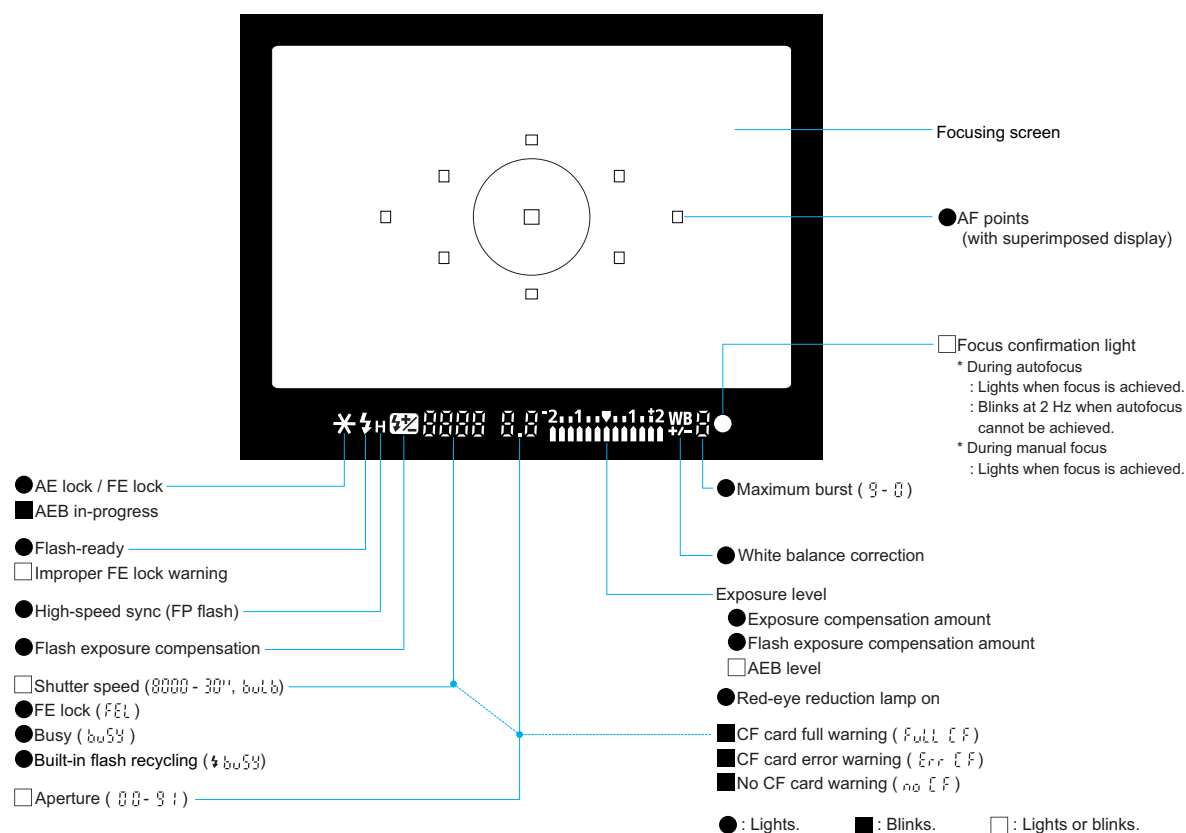 Focusing screen
AF points
(with superimposed display)
Focus confirmation light
* During autofocus
: Lights when focus is achieved.
: Blinks at 2 Hz when autofocus
cannot be achieved.
* During manual focus
: Lights when focus is achieved.
H 8888 8.8 -2..1..▼..1..+2 WB +/- 8
AE lock / FE lock
AEB in-progress
Flash-ready
Improper FE lock warning
High-speed sync (FP flash)
Flash exposure compensation
Shutter speed (8000 - 30", bulb)
FE lock (FEL)
Busy (buSY)
Built-in flash recycling (buSY)
Aperture (00 - 91)
Maximum burst (9 - 0)
White balance correction
Exposure level
Exposure compensation amount
Flash exposure compensation amount
AEB level
Red-eye reduction lamp on
CF card full warning (FuLL CF)
CF card error warning (Err CF)
No CF card warning (no CF)
: Lights. : Blinks. : Lights or blinks.